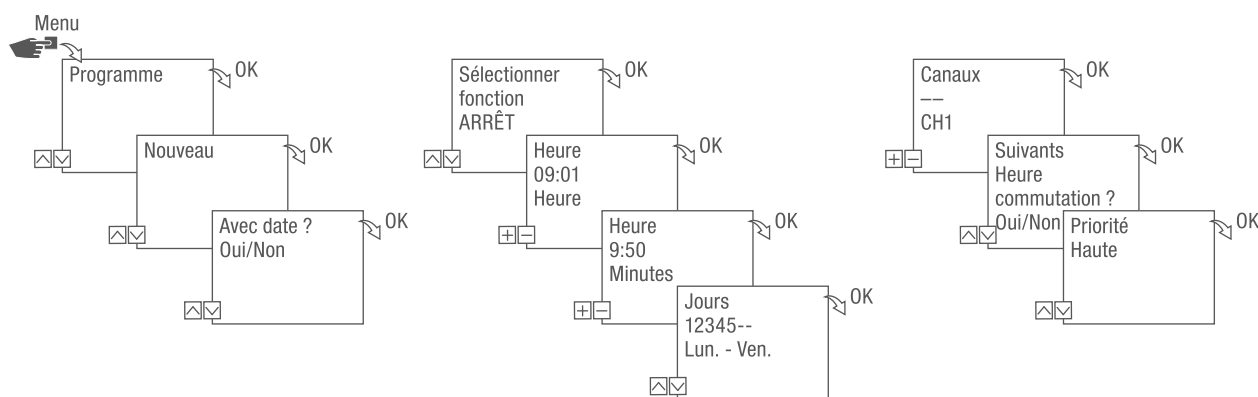 Menu
Programme
OK
Nouveau
OK
Avec date ?
Oui/Non
OK
Sélectionner
fonction
ARRÊT
OK
Heure
09:01
Heure
OK
Heure
9:50
Minutes
OK
Jours
12345--
Lun. - Ven.
OK
Canaux
––
CH1
OK
Suivants
Heure
commutation ?
Oui/Non
OK
Priorité
Haute
OK